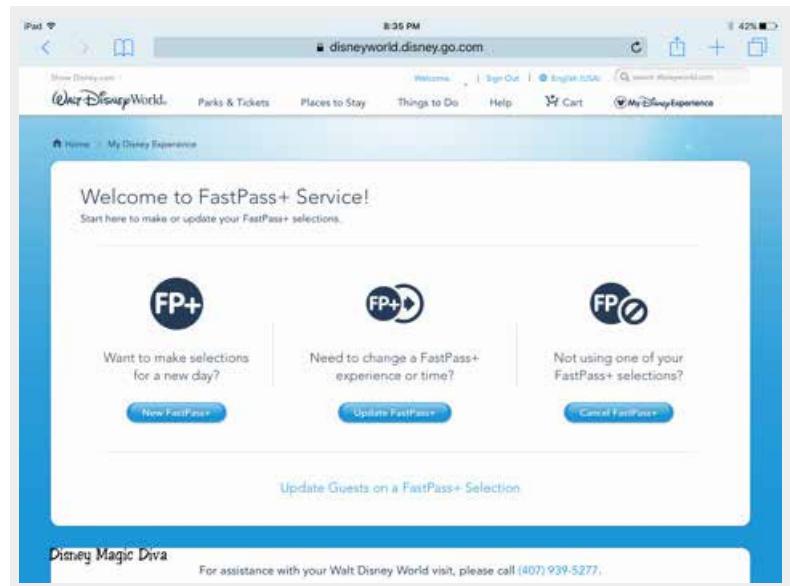 iPad
8:35 PM
42%
disneyworld.disney.go.com
Show Disney.com
Welcome
| Sign Out |
English (USA)
Walt Disney World.
Parks & Tickets
Places to Stay
Things to Do
Help
Cart
My Disney Experience
Home
My Disney Experience
Welcome to FastPass+ Service!
Start here to make or update your FastPass+ selections.
FP+
FP+
FP
Want to make selections
for a new day?
Need to change a FastPass+
experience or time?
Not using one of your
FastPass+ selections?
New FastPass+
Update FastPass+
Cancel FastPass+
Update Guests on a FastPass+ Selection
Disney Magic Diva
For assistance with your Walt Disney World visit, please call (407) 939-5277.